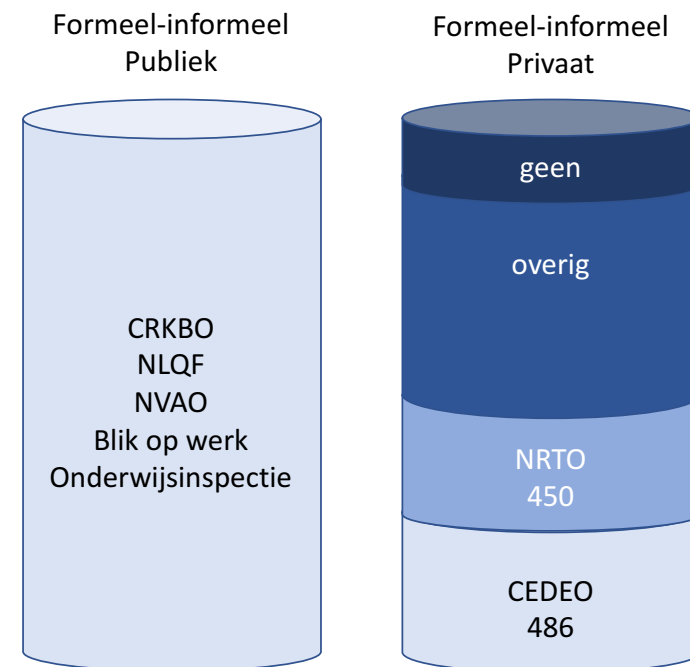 Formeel-informeel
Publiek
CRKBO
NLQF
NVAO
Blik op werk
Onderwijsinspectie
Formeel-informeel
Privaat
geen
overig
NRTO
450
CEDEO
486